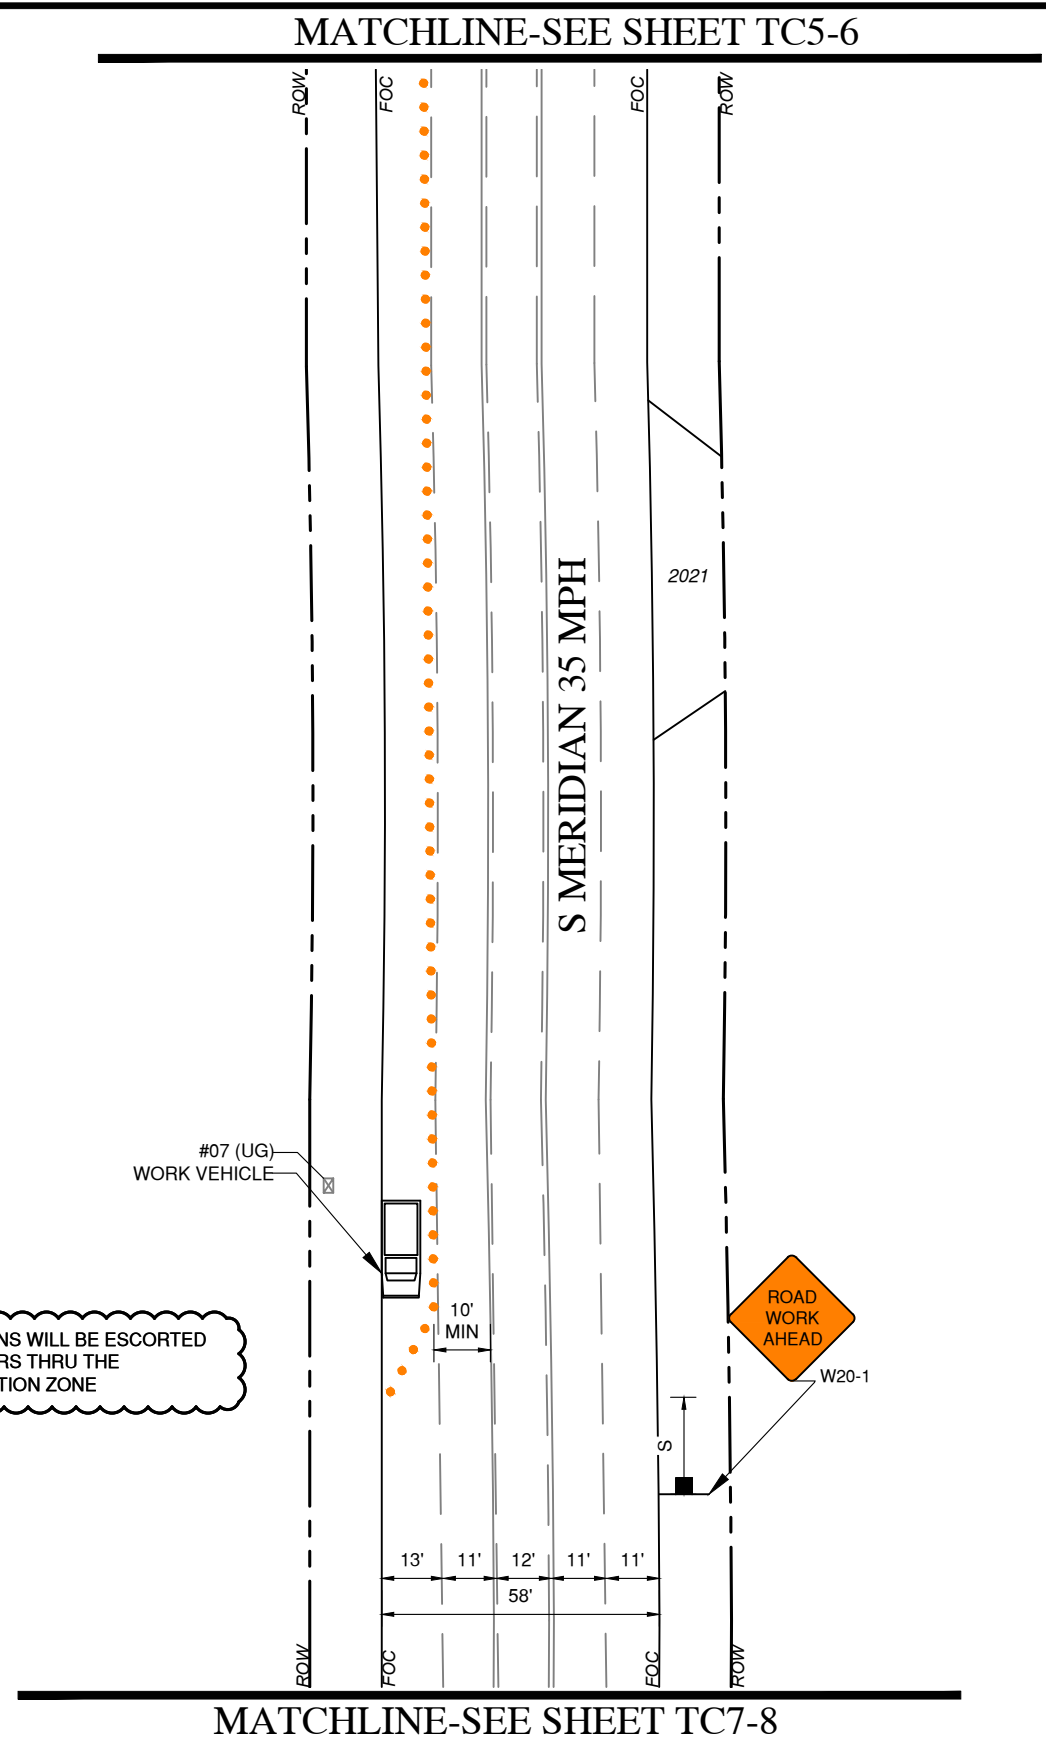 MATCHLINE-SEE SHEET TC5-6
ROW
FOC
FOC
ROW
2021
S MERIDIAN 35 MPH
#07 (UG)
WORK VEHICLE
10'
MIN
ROAD
WORK
AHEAD
W20-1
NS WILL BE ESCORTED
RS THRU THE
TION ZONE
S
13'
11'
12'
11'
11'
58'
ROW
FOC
FOC
ROW
MATCHLINE-SEE SHEET TC7-8